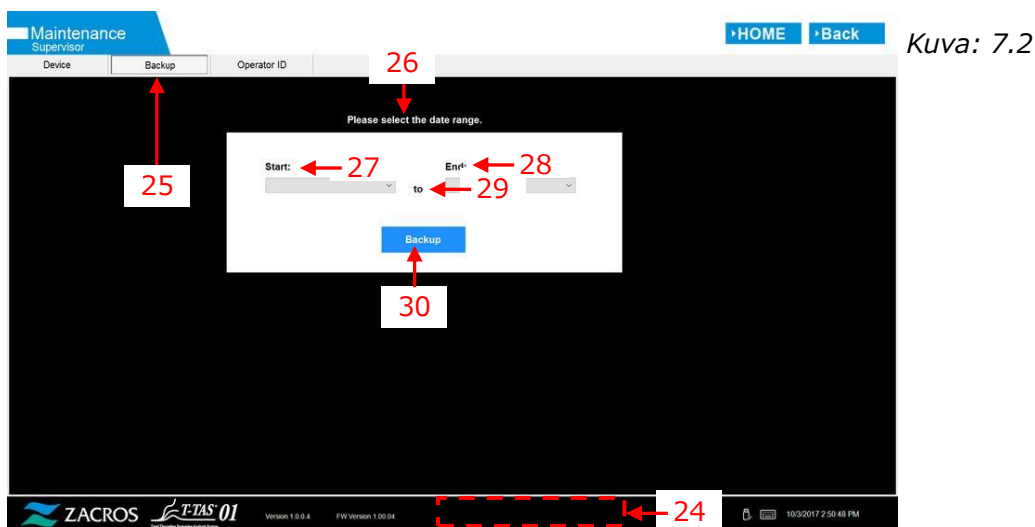 Maintenance
Supervisor
HOME
Back
Kuva: 7.2
Device
Backup
Operator ID
26
Please select the date range.
Start:
27
End:
28
25
to
29
Backup
30
24
ZACROS
T-TAS 01
Version 1.0.0.4
FW Version 1.00.04
10/3/2017 2:50:48 PM